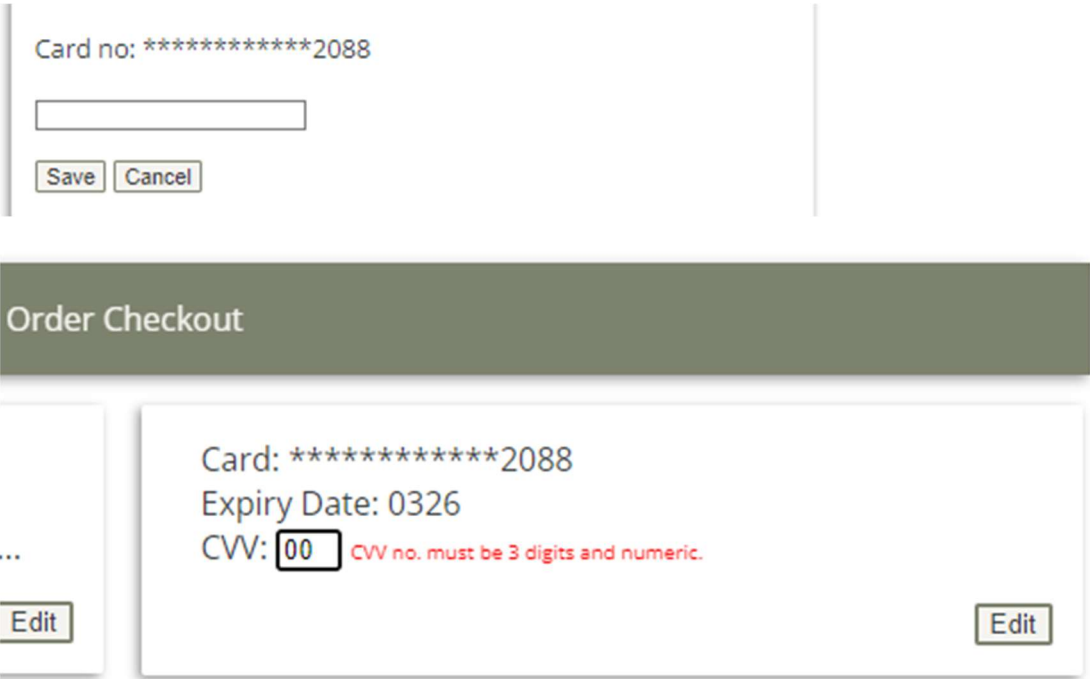 Card no: ************2088
Save Cancel
Order Checkout
Card: ************2088
Expiry Date: 0326
CVV: 00 CVV no. must be 3 digits and numeric.
...
Edit
Edit